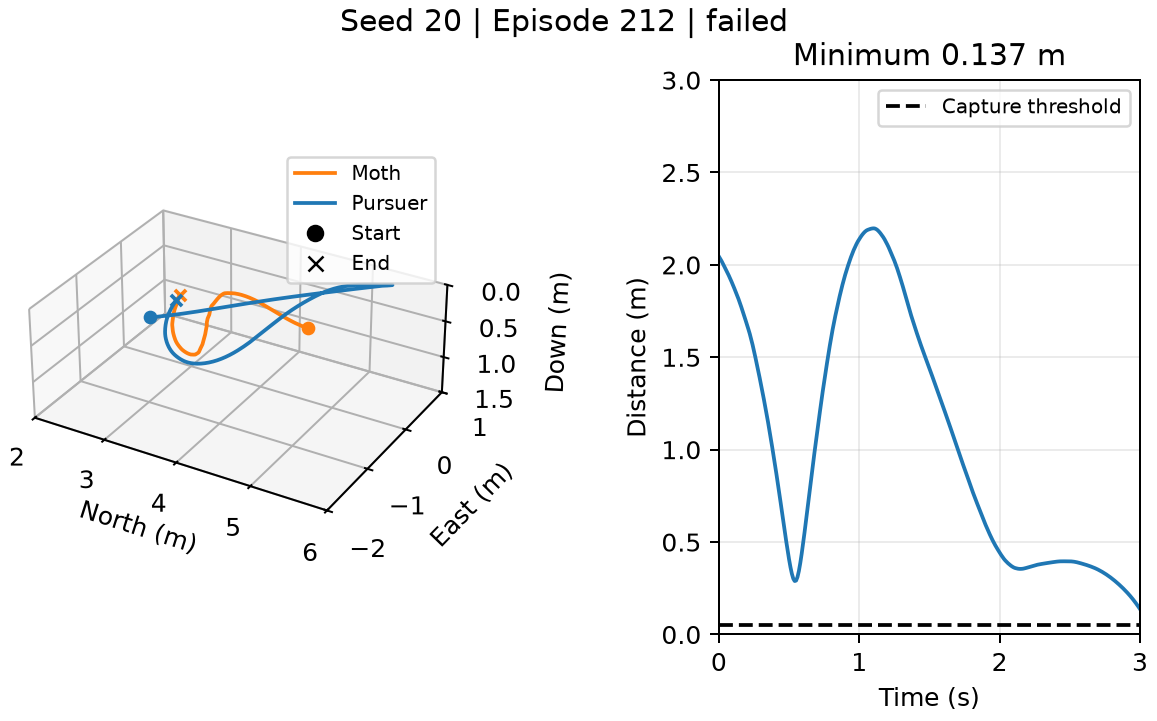 Seed 20 | Episode 212 | failed
Moth
Pursuer
Start
End
0.0
0.5
1.0
1.5
Down (m)
1
0
−1
−2
East (m)
2
3
4
5
6
North (m)
Minimum 0.137 m
Capture threshold
3.0
2.5
2.0
1.5
1.0
0.5
0.0
Distance (m)
0
1
2
3
Time (s)